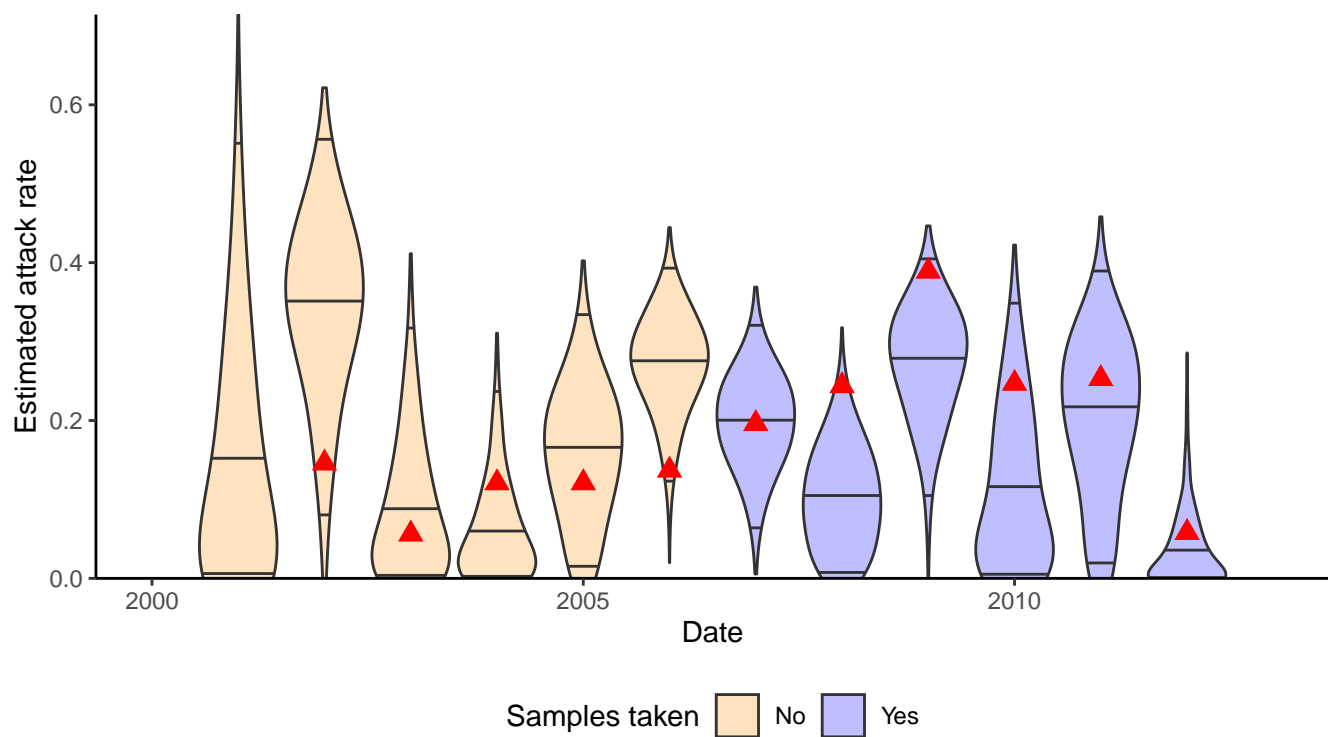 Estimated attack rate
0.6
0.4
0.2
0.0
2000 2005 2010
Date
Samples taken No Yes